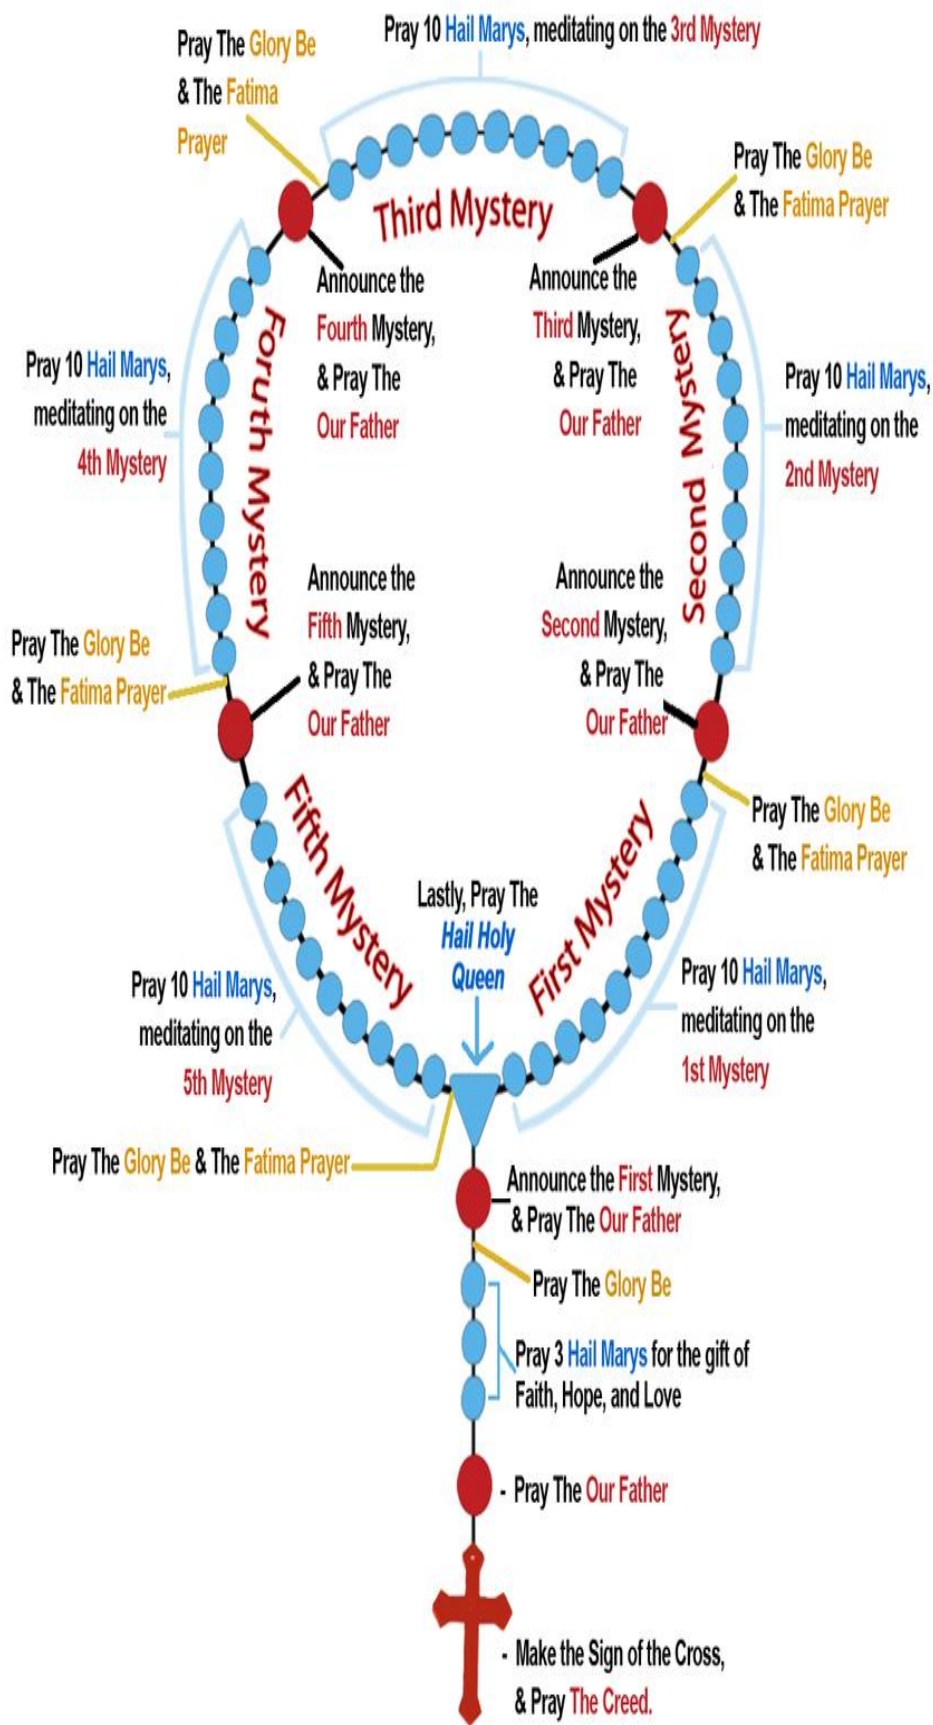 Pray 10 Hail Marys, meditating on the 3rd Mystery
Pray The Glory Be
& The Fatima
Prayer
Pray The Glory Be
& The Fatima Prayer
Third Mystery
Announce the
Fourth Mystery,
& Pray The
Our Father
Announce the
Third Mystery,
& Pray The
Our Father
Foruth Mystery
Second Mystery
Pray 10 Hail Marys,
meditating on the
4th Mystery
Pray 10 Hail Marys,
meditating on the
2nd Mystery
Announce the
Fifth Mystery,
& Pray The
Our Father
Announce the
Second Mystery,
& Pray The
Our Father
Pray The Glory Be
& The Fatima Prayer
Pray The Glory Be
& The Fatima Prayer
Fifth Mystery
First Mystery
Lastly, Pray The
Hail Holy
Queen
Pray 10 Hail Marys,
meditating on the
5th Mystery
Pray 10 Hail Marys,
meditating on the
1st Mystery
Pray The Glory Be & The Fatima Prayer
Announce the First Mystery,
& Pray The Our Father
Pray The Glory Be
Pray 3 Hail Marys for the gift of
Faith, Hope, and Love
- Pray The Our Father
- Make the Sign of the Cross,
& Pray The Creed.